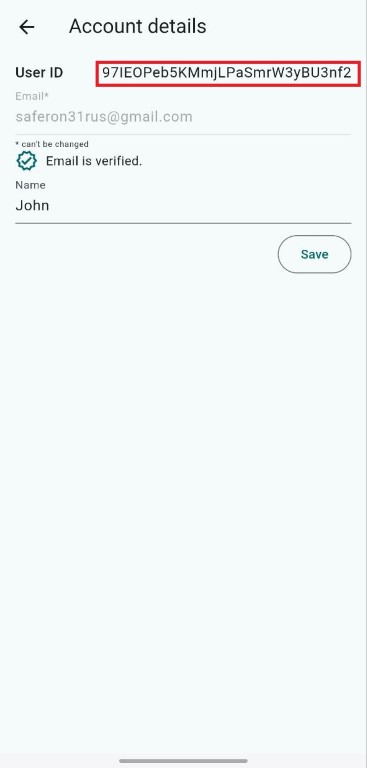 Account details
User ID 97IEOPeb5KMmjLPaSmrW3yBU3nf2
Email*
saferon31rus@gmail.com
* can't be changed
Email is verified.
Name
John
Save